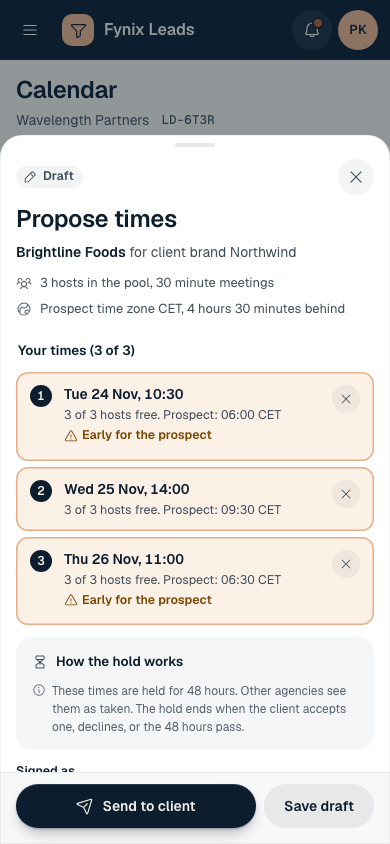 Fynix Leads
PK
Calendar
Wavelength Partners LD-6T3R
Draft
Propose times
Brightline Foods for client brand Northwind
3 hosts in the pool, 30 minute meetings
Prospect time zone CET, 4 hours 30 minutes behind
Your times (3 of 3)
1 Tue 24 Nov, 10:30
3 of 3 hosts free. Prospect: 06:00 CET
Early for the prospect
2 Wed 25 Nov, 14:00
3 of 3 hosts free. Prospect: 09:30 CET
3 Thu 26 Nov, 11:00
3 of 3 hosts free. Prospect: 06:30 CET
Early for the prospect
How the hold works
These times are held for 48 hours. Other agencies see
them as taken. The hold ends when the client accepts
one, declines, or the 48 hours pass.
Signed as
Send to client
Save draft